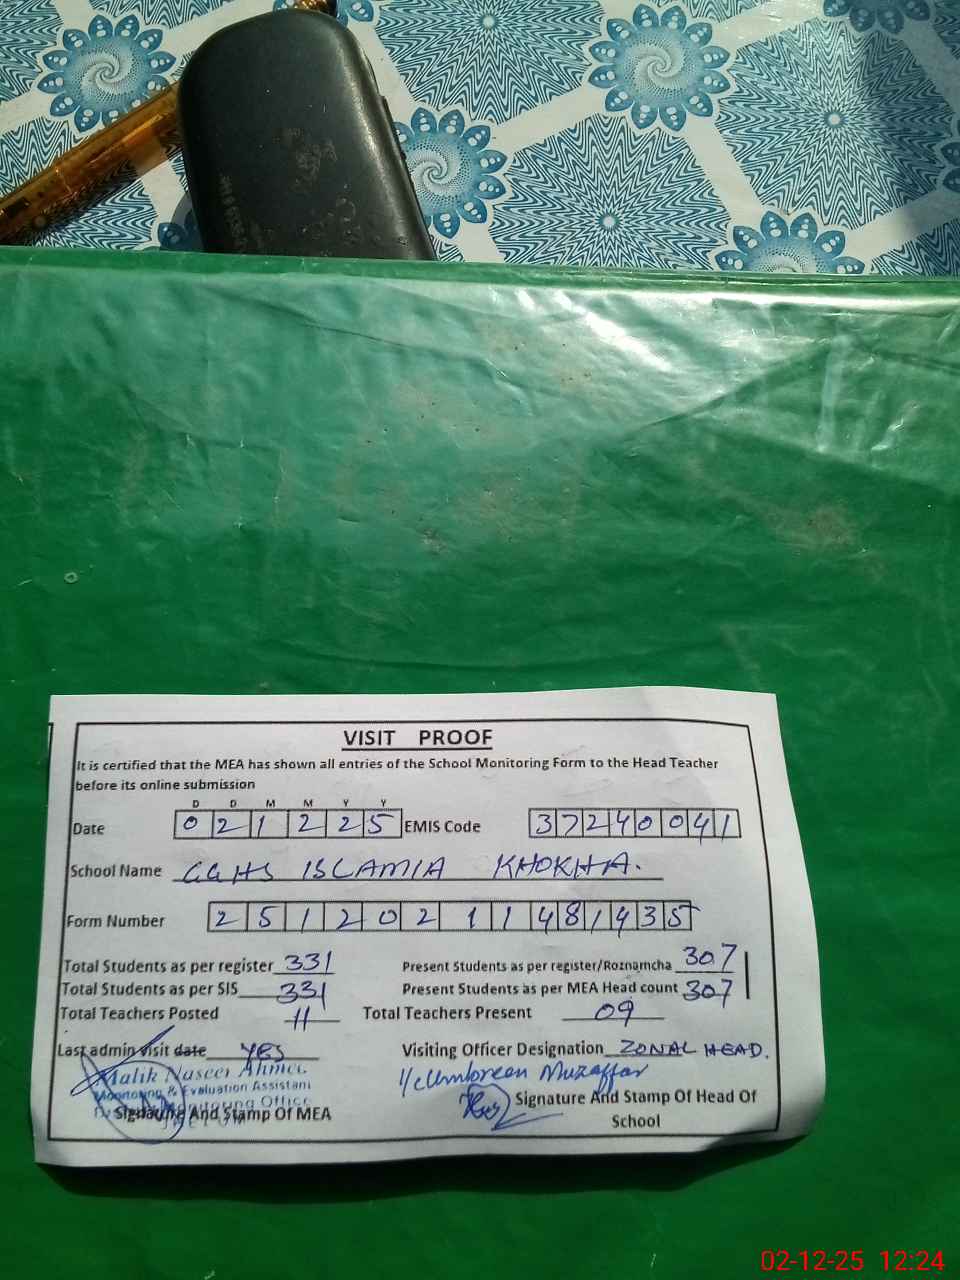 VISIT PROOF
It is certified that the MEA has shown all entries of the School Monitoring Form to the Head Teacher
before its online submission
D D M M Y Y
Date 0 2 1 2 2 5 EMIS Code 3 7 2 4 0 0 4 1
School Name GGHS ISLAMIA KHOKHA.
Form Number 2 5 1 2 0 2 1 1 4 8 1 4 3 5
Total Students as per register 331 Present Students as per register/Roznamcha 307
Total Students as per SIS 331 Present Students as per MEA Head count 307
Total Teachers Posted 11 Total Teachers Present 09
Last admin visit date YES Visiting Officer Designation ZONAL HEAD.
Malik Naseer Ahmed
Monitoring & Evaluation Assistant
Monitoring Office
Signature And Stamp Of MEA
Umbreen Muzaffar
Signature And Stamp Of Head Of
School
02-12-25 12:24